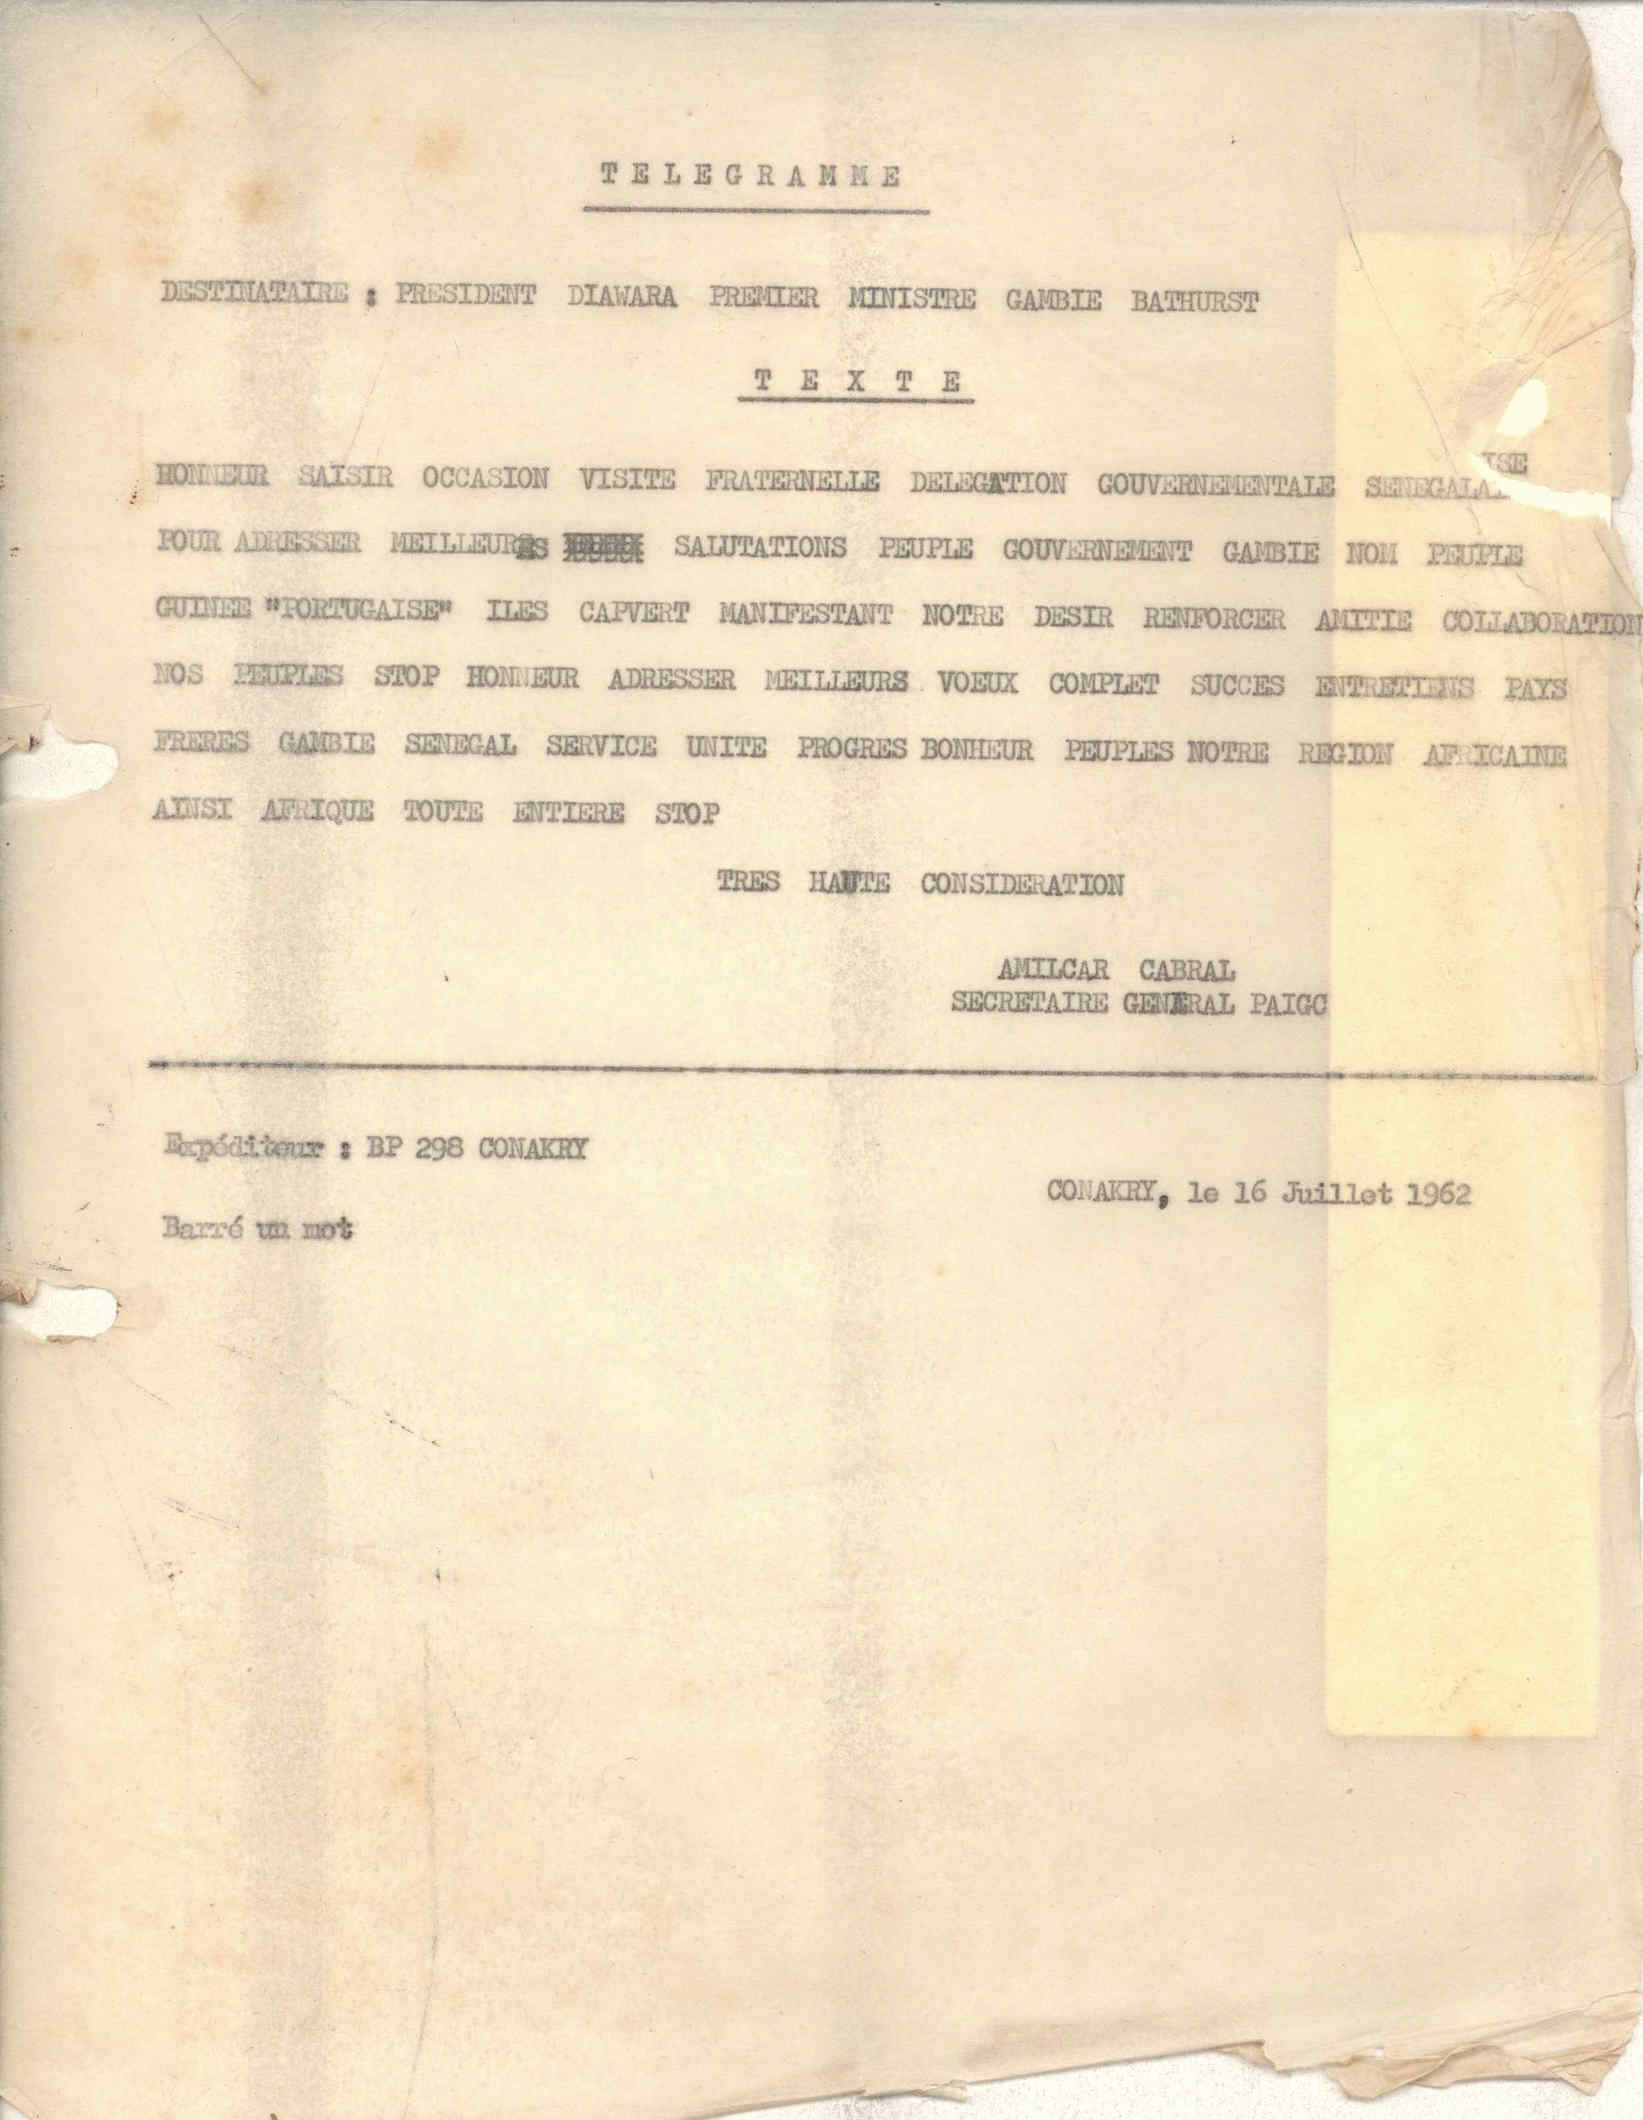 TELEGRAMME
DESTINATAIRE : PRESIDENT DIAWARA PREMIER MINISTRE GAMBIE BATHURST
TEXTE
HONNEUR SAISIR OCCASION VISITE FRATERNELLE DELEGATION GOUVERNEMENTALE SENEGALAISE
POUR ADRESSER MEILLEURES SALUTATIONS PEUPLE GOUVERNEMENT GAMBIE NOM PEUPLE
GUINEE "PORTUGAISE" ILES CAPVERT MANIFESTANT NOTRE DESIR RENFORCER AMITIE COLLABORATION
NOS PEUPLES STOP HONNEUR ADRESSER MEILLEURS VOEUX COMPLET SUCCES ENTRETIENS PAYS
FRERES GAMBIE SENEGAL SERVICE UNITE PROGRES BONHEUR PEUPLES NOTRE REGION AFRICAINE
AINSI AFRIQUE TOUTE ENTIERE STOP
TRES HAUTE CONSIDERATION
AMILCAR CABRAL
SECRETAIRE GENERAL PAIGC
Expéditeur : BP 298 CONAKRY
CONAKRY, le 16 Juillet 1962
Barré un mot